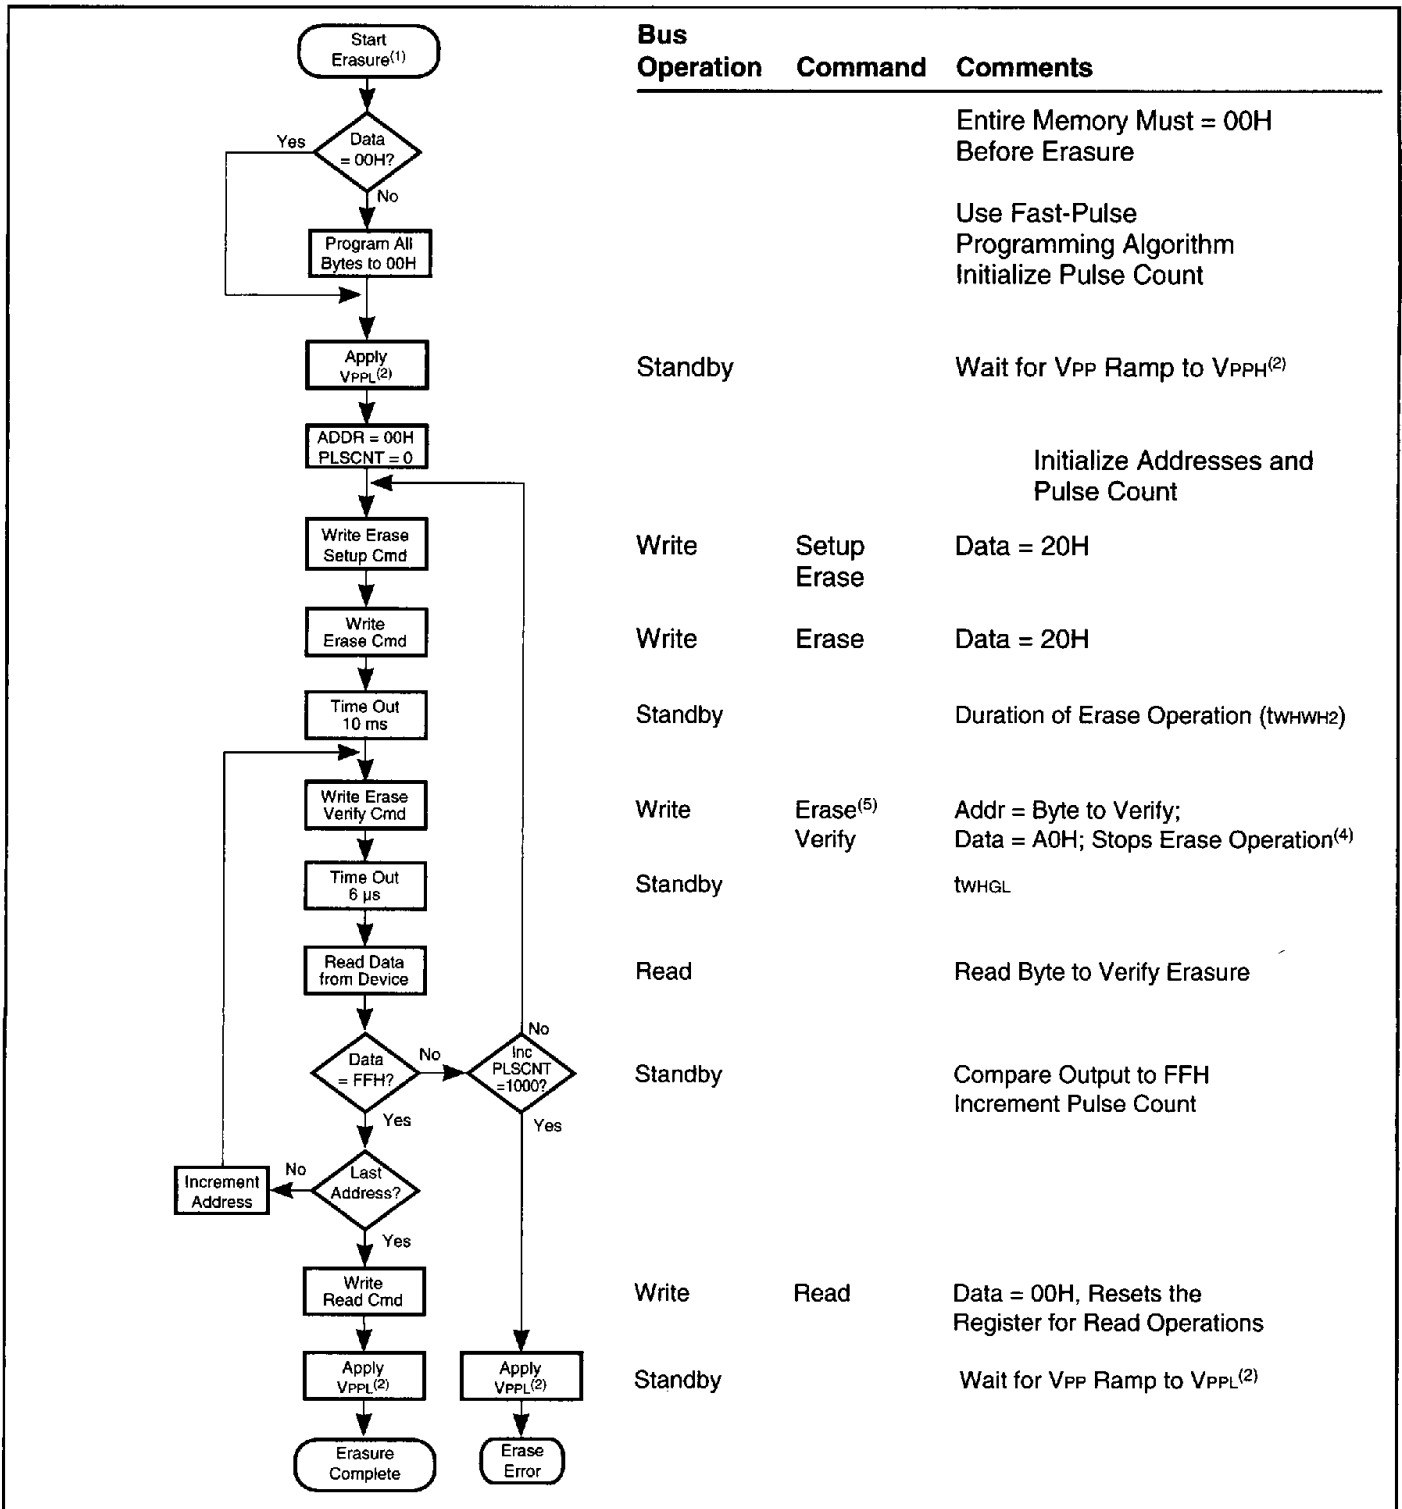 Start
Erasure(1)
Data
= 00H?
Yes
No
Program All
Bytes to 00H
Apply
VPPL(2)
ADDR = 00H
PLSCNT = 0
Write Erase
Setup Cmd
Write
Erase Cmd
Time Out
10 ms
Write Erase
Verify Cmd
Time Out
6 µs
Read Data
from Device
Data
= FFH?
No
Yes
No
Inc
PLSCNT
=1000?
Yes
Increment
Address
No
Last
Address?
Yes
Write
Read Cmd
Apply
VPPL(2)
Apply
VPPL(2)
Erasure
Complete
Erase
Error
Bus
Operation Command Comments
Entire Memory Must = 00H
Before Erasure
Use Fast-Pulse
Programming Algorithm
Initialize Pulse Count
Standby Wait for VPP Ramp to VPPH(2)
Initialize Addresses and
Pulse Count
Write Setup Data = 20H
Erase
Write Erase Data = 20H
Standby Duration of Erase Operation (tWHWH2)
Write Erase(5) Addr = Byte to Verify;
Verify Data = A0H; Stops Erase Operation(4)
Standby tWHGL
Read Read Byte to Verify Erasure
Standby Compare Output to FFH
Increment Pulse Count
Write Read Data = 00H, Resets the
Register for Read Operations
Standby Wait for VPP Ramp to VPPL(2)